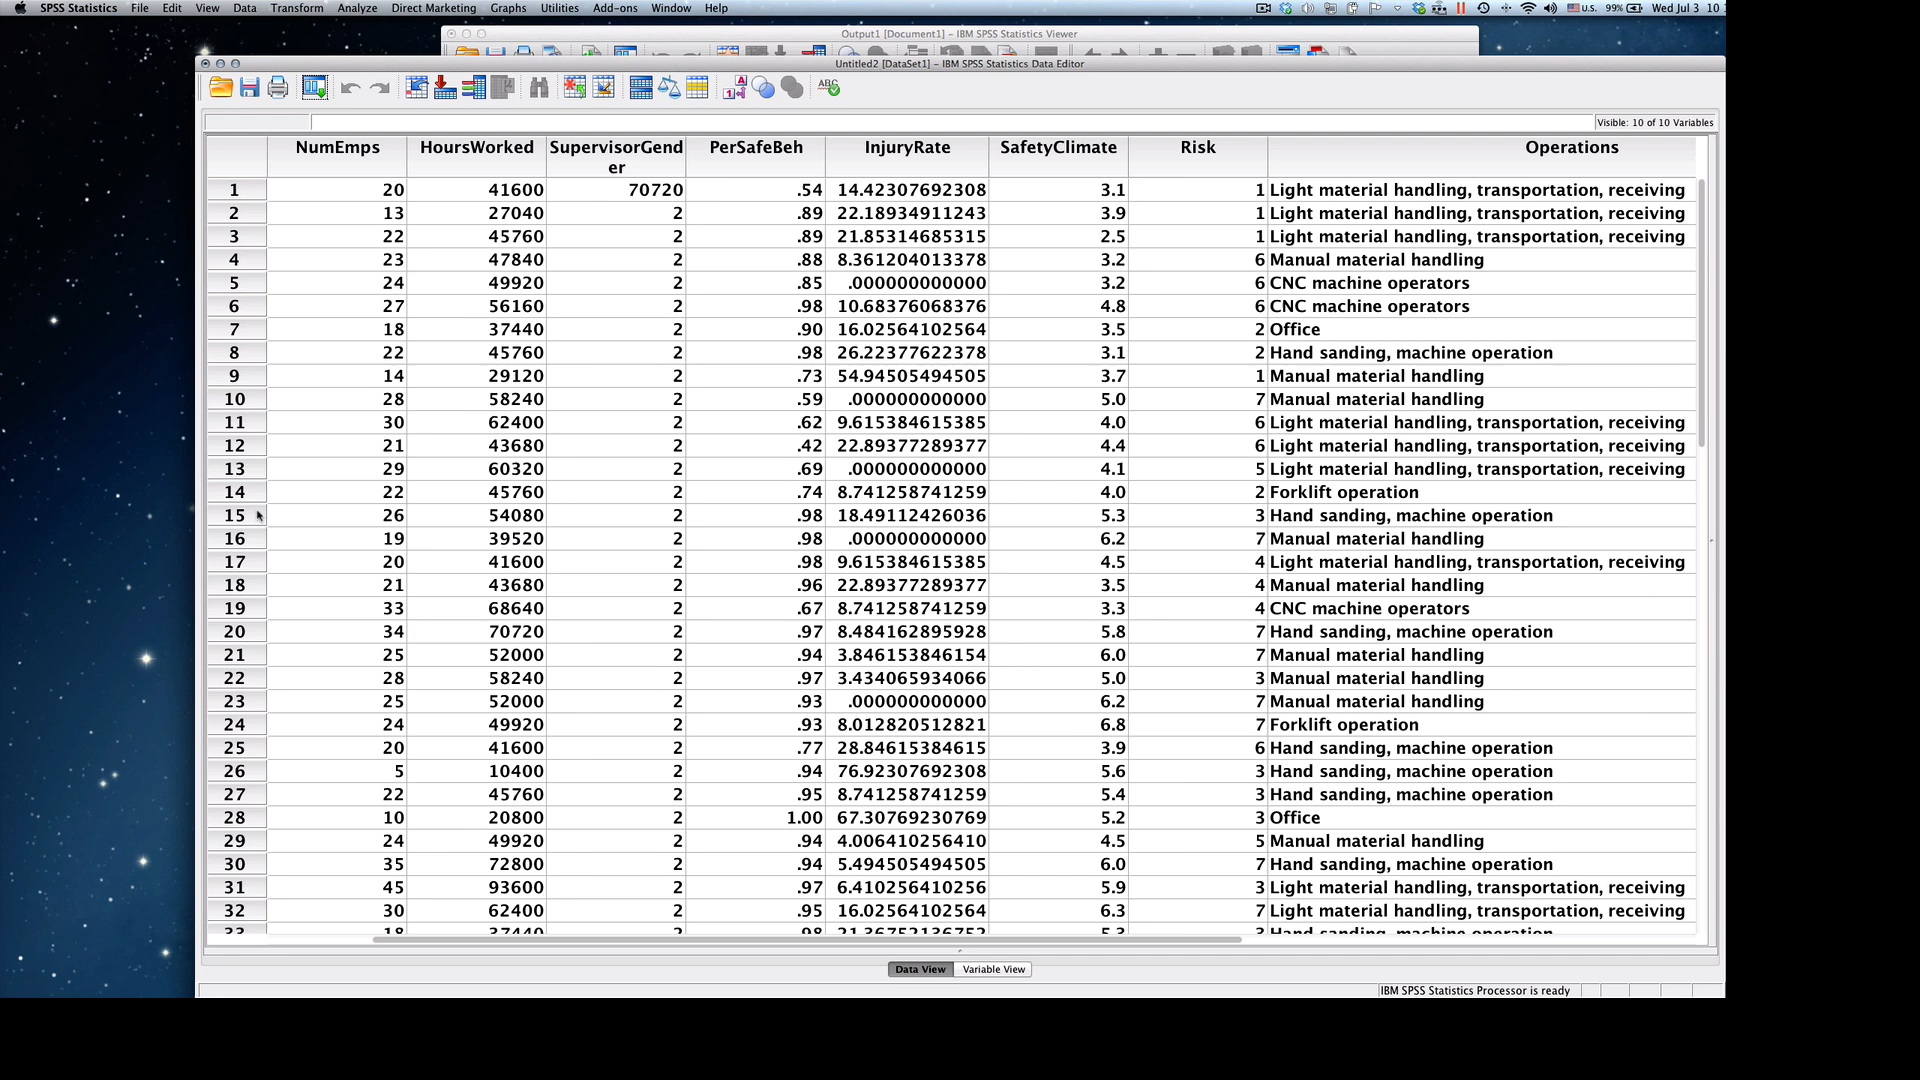 SPSS Statistics File Edit View Data Transform Analyze Direct Marketing Graphs Utilities Add-ons Window Help U.S. 99% Wed Jul 3 10
Output1 [Document1] – IBM SPSS Statistics Viewer
Untitled2 [DataSet1] – IBM SPSS Statistics Data Editor
1 A ABC
Visible: 10 of 10 Variables
NumEmps HoursWorked SupervisorGender PerSafeBeh InjuryRate SafetyClimate Risk Operations
1 20 41600 70720 .54 14.42307692308 3.1 1 Light material handling, transportation, receiving
2 13 27040 2 .89 22.18934911243 3.9 1 Light material handling, transportation, receiving
3 22 45760 2 .89 21.85314685315 2.5 1 Light material handling, transportation, receiving
4 23 47840 2 .88 8.361204013378 3.2 6 Manual material handling
5 24 49920 2 .85 .000000000000 3.2 6 CNC machine operators
6 27 56160 2 .98 10.68376068376 4.8 6 CNC machine operators
7 18 37440 2 .90 16.02564102564 3.5 2 Office
8 22 45760 2 .98 26.22377622378 3.1 2 Hand sanding, machine operation
9 14 29120 2 .73 54.94505494505 3.7 1 Manual material handling
10 28 58240 2 .59 .000000000000 5.0 7 Manual material handling
11 30 62400 2 .62 9.615384615385 4.0 6 Light material handling, transportation, receiving
12 21 43680 2 .42 22.89377289377 4.4 6 Light material handling, transportation, receiving
13 29 60320 2 .69 .000000000000 4.1 5 Light material handling, transportation, receiving
14 22 45760 2 .74 8.741258741259 4.0 2 Forklift operation
15 26 54080 2 .98 18.49112426036 5.3 3 Hand sanding, machine operation
16 19 39520 2 .98 .000000000000 6.2 7 Manual material handling
17 20 41600 2 .98 9.615384615385 4.5 4 Light material handling, transportation, receiving
18 21 43680 2 .96 22.89377289377 3.5 4 Manual material handling
19 33 68640 2 .67 8.741258741259 3.3 4 CNC machine operators
20 34 70720 2 .97 8.484162895928 5.8 7 Hand sanding, machine operation
21 25 52000 2 .94 3.846153846154 6.0 7 Manual material handling
22 28 58240 2 .97 3.434065934066 5.0 3 Manual material handling
23 25 52000 2 .93 .000000000000 6.2 7 Manual material handling
24 24 49920 2 .93 8.012820512821 6.8 7 Forklift operation
25 20 41600 2 .77 28.84615384615 3.9 6 Hand sanding, machine operation
26 5 10400 2 .94 76.92307692308 5.6 3 Hand sanding, machine operation
27 22 45760 2 .95 8.741258741259 5.4 3 Hand sanding, machine operation
28 10 20800 2 1.00 67.30769230769 5.2 3 Office
29 24 49920 2 .94 4.006410256410 4.5 5 Manual material handling
30 35 72800 2 .94 5.494505494505 6.0 7 Hand sanding, machine operation
31 45 93600 2 .97 6.410256410256 5.9 3 Light material handling, transportation, receiving
32 30 62400 2 .95 16.02564102564 6.3 7 Light material handling, transportation, receiving
33 18 37440 2 .98 21.36752136752 5.3 3 Hand sanding, machine operation
Data View Variable View
IBM SPSS Statistics Processor is ready